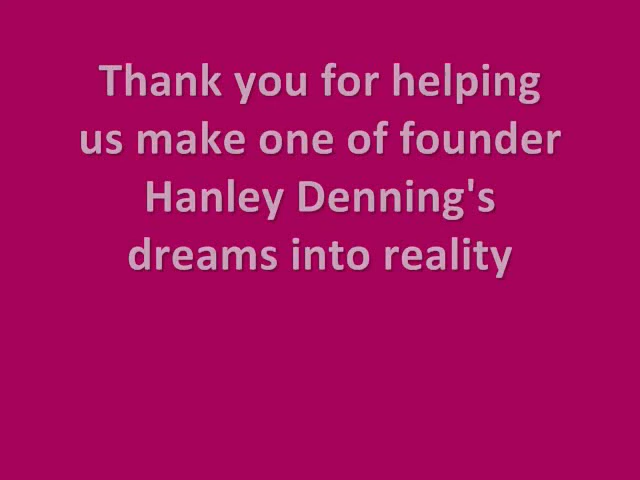 Thank you for helping
us make one of founder
Hanley Denning's
dreams into reality